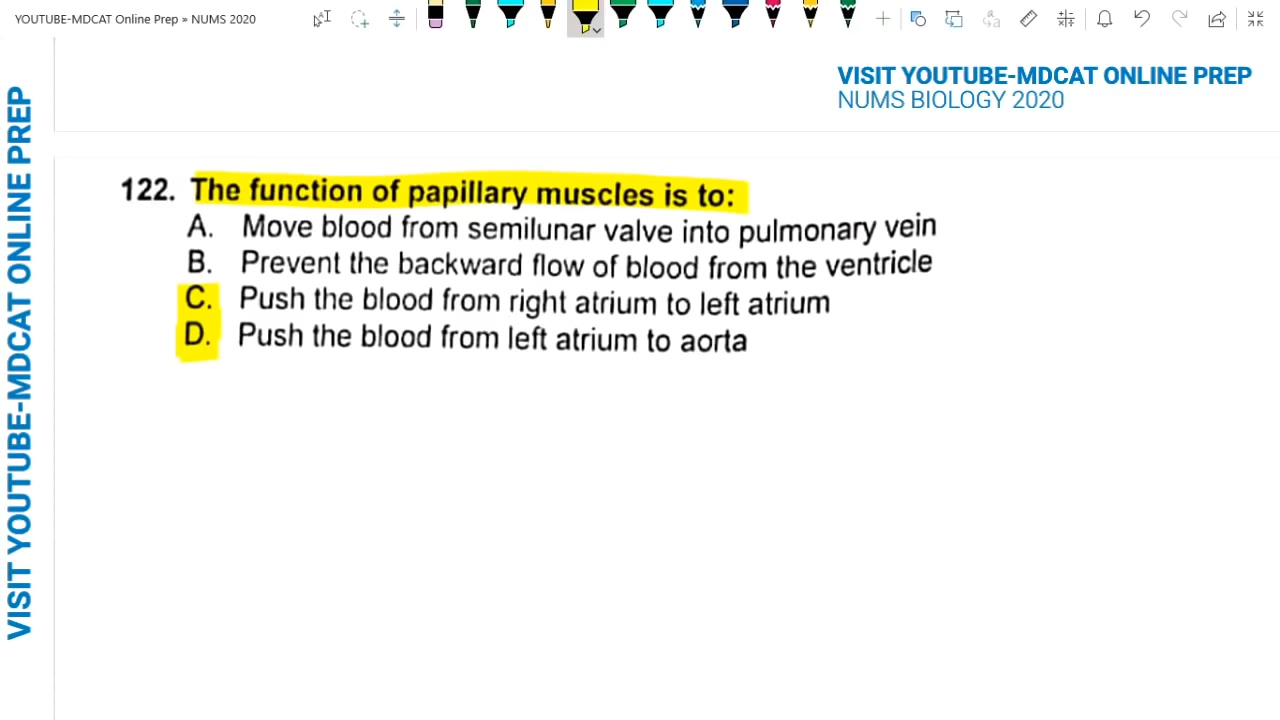 YOUTUBE-MDCAT Online Prep » NUMS 2020
VISIT YOUTUBE-MDCAT ONLINE PREP
NUMS BIOLOGY 2020
VISIT YOUTUBE-MDCAT ONLINE PREP
122. The function of papillary muscles is to:
A. Move blood from semilunar valve into pulmonary vein
B. Prevent the backward flow of blood from the ventricle
C. Push the blood from right atrium to left atrium
D. Push the blood from left atrium to aorta